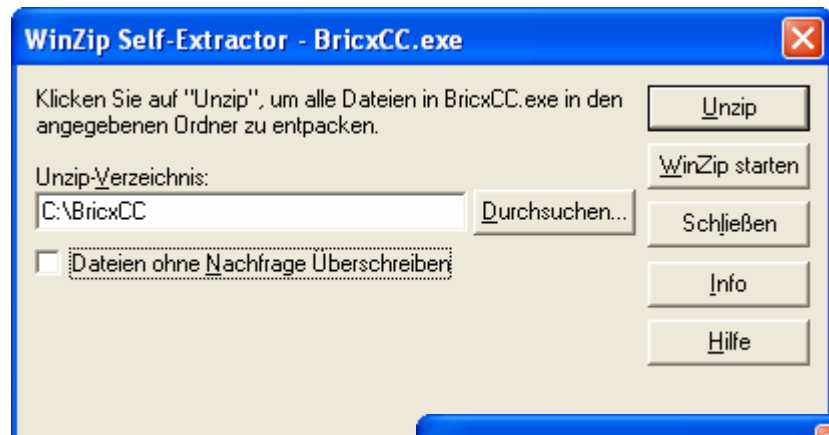 WinZip Self-Extractor - BricxCC.exe
Klicken Sie auf "Unzip", um alle Dateien in BricxCC.exe in den
angegebenen Ordner zu entpacken.
Unzip-Verzeichnis:
C:\BricxCC
Durchsuchen...
Dateien ohne Nachfrage Überschreiben
Unzip
WinZip starten
Schließen
Info
Hilfe